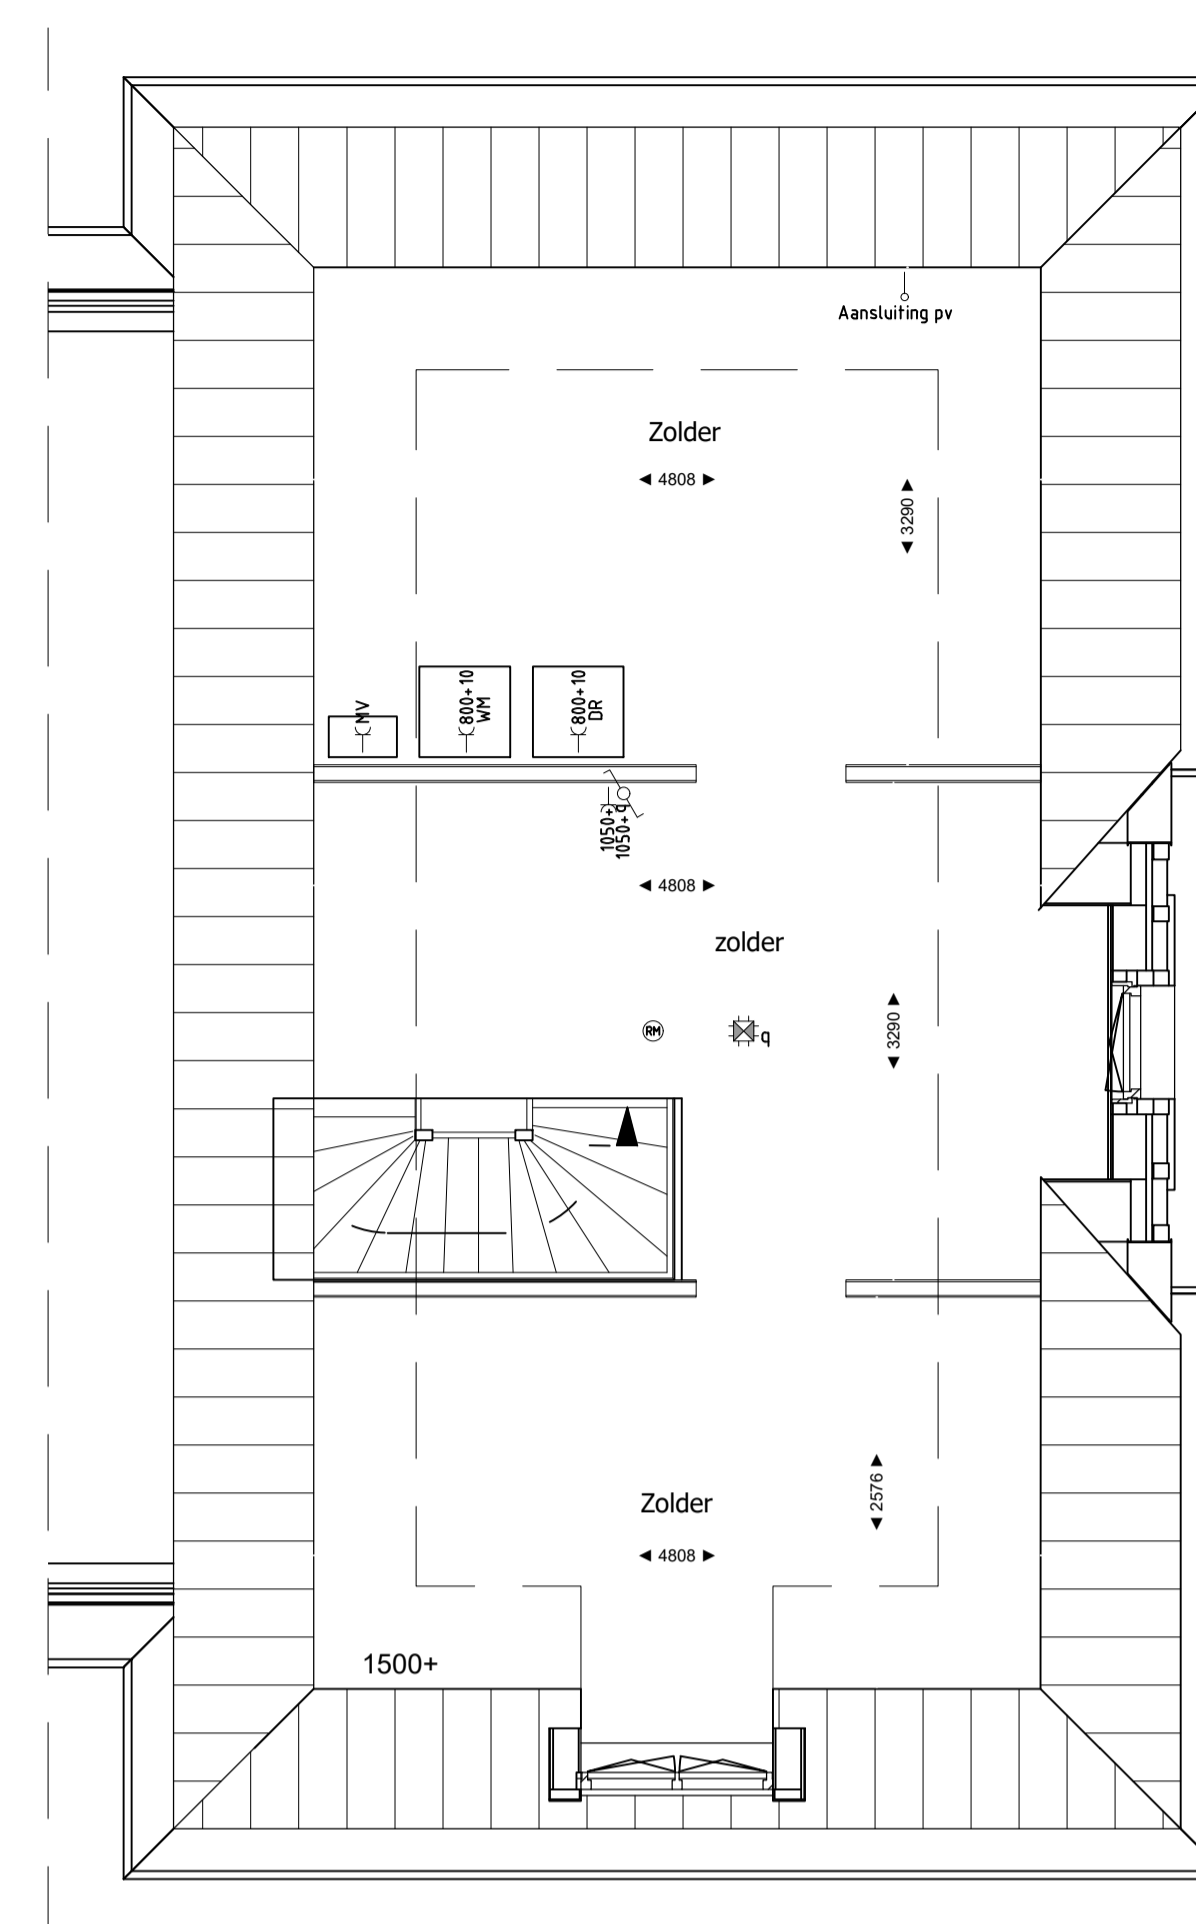 Aansluiting pv
Zolder
4808
3290
MV
800+10
WM
800+10
DR
1050+
1050+ q
4808
zolder
3290
RM
q
Zolder
2576
4808
1500+